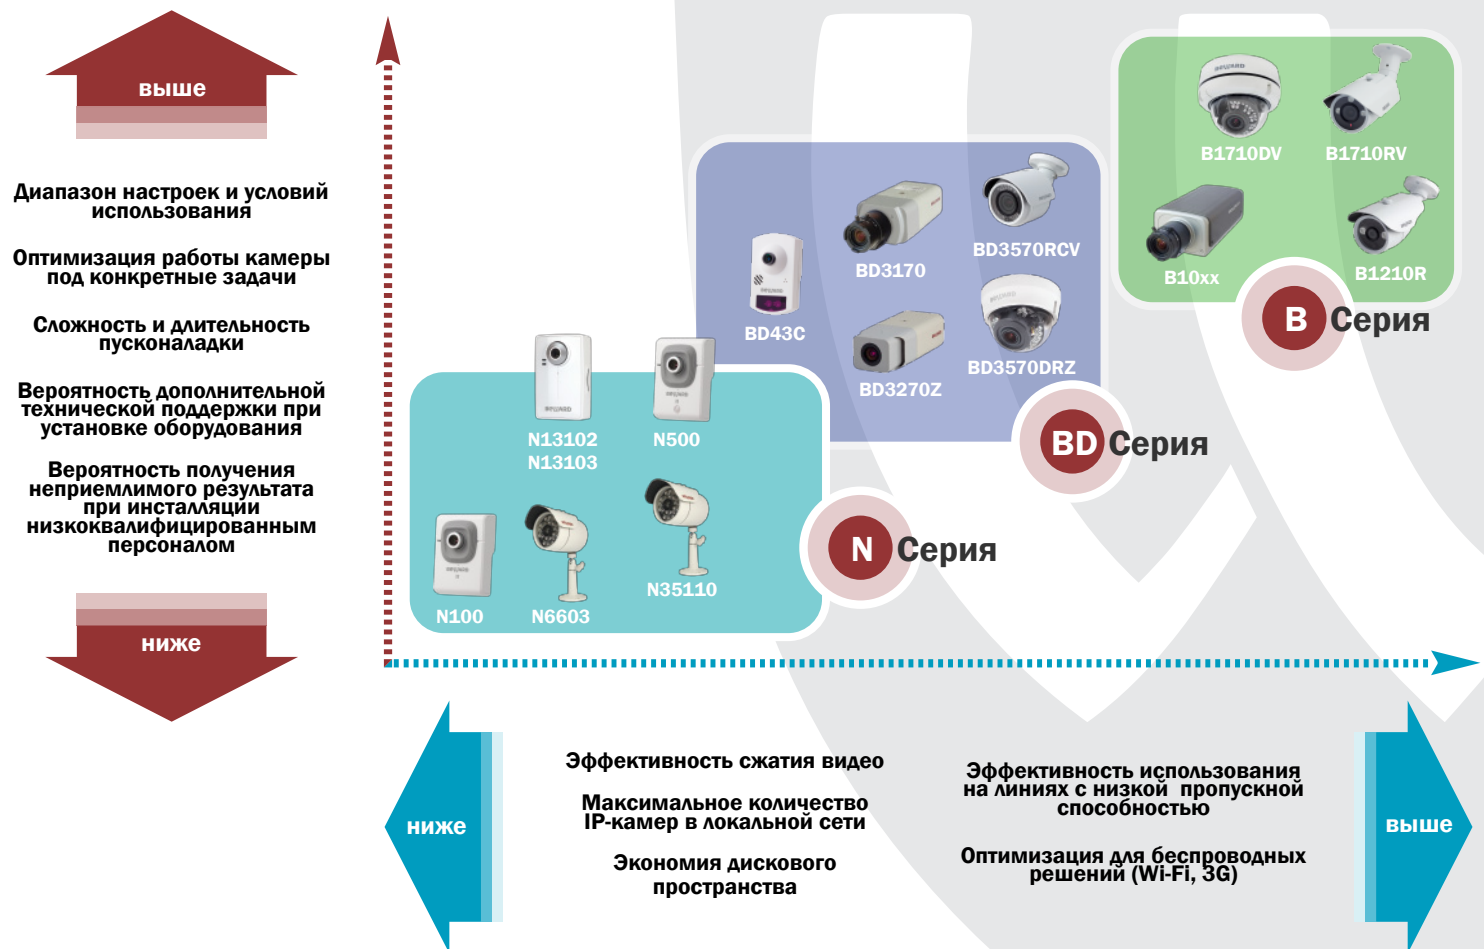 выше
Диапазон настроек и условий
использования
Оптимизация работы камеры
под конкретные задачи
Сложность и длительность
пусконаладки
Вероятность дополнительной
технической поддержки при
установке оборудования
Вероятность получения
неприемлимого результата
при инсталляции
низкоквалифицированным
персоналом
ниже
B1710DV
B1710RV
B10xx
B1210R
B Серия
BD43C
BD3170
BD3570RCV
BD3270Z
BD3570DRZ
BD Серия
N13102
N13103
N500
N100
N6603
N35110
N Серия
ниже
Эффективность сжатия видео
Максимальное количество
IP-камер в локальной сети
Экономия дискового
пространства
Эффективность использования
на линиях с низкой пропускной
способностью
Оптимизация для беспроводных
решений (Wi-Fi, 3G)
выше